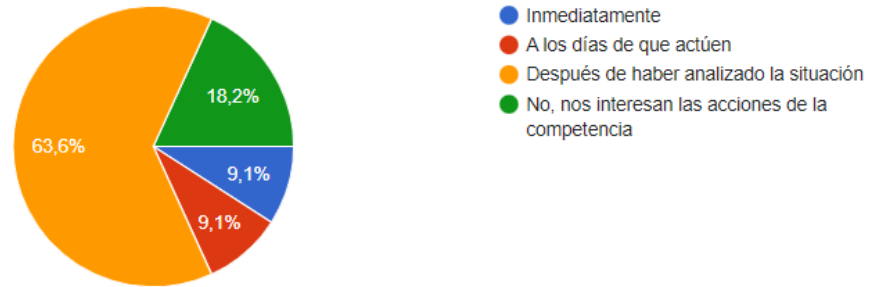 18,2%
63,6%
9,1%
9,1%
Inmediatamente
A los días de que actúen
Después de haber analizado la situación
No, nos interesan las acciones de la
competencia